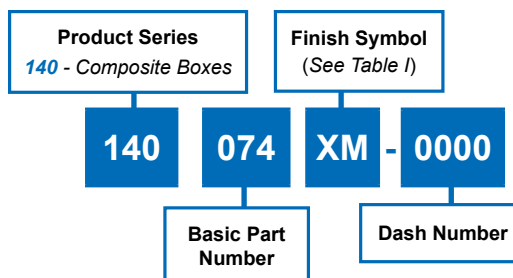 Product Series
140 - Composite Boxes
Finish Symbol
(See Table I)
140 074 XM - 0000
Basic Part
Number
Dash Number